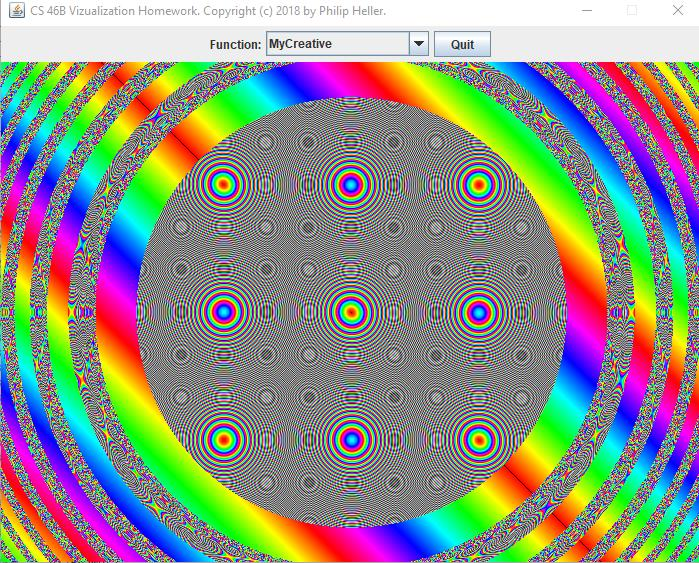 CS 46B Vizualization Homework. Copyright (c) 2018 by Philip Heller.
Function: MyCreative Quit